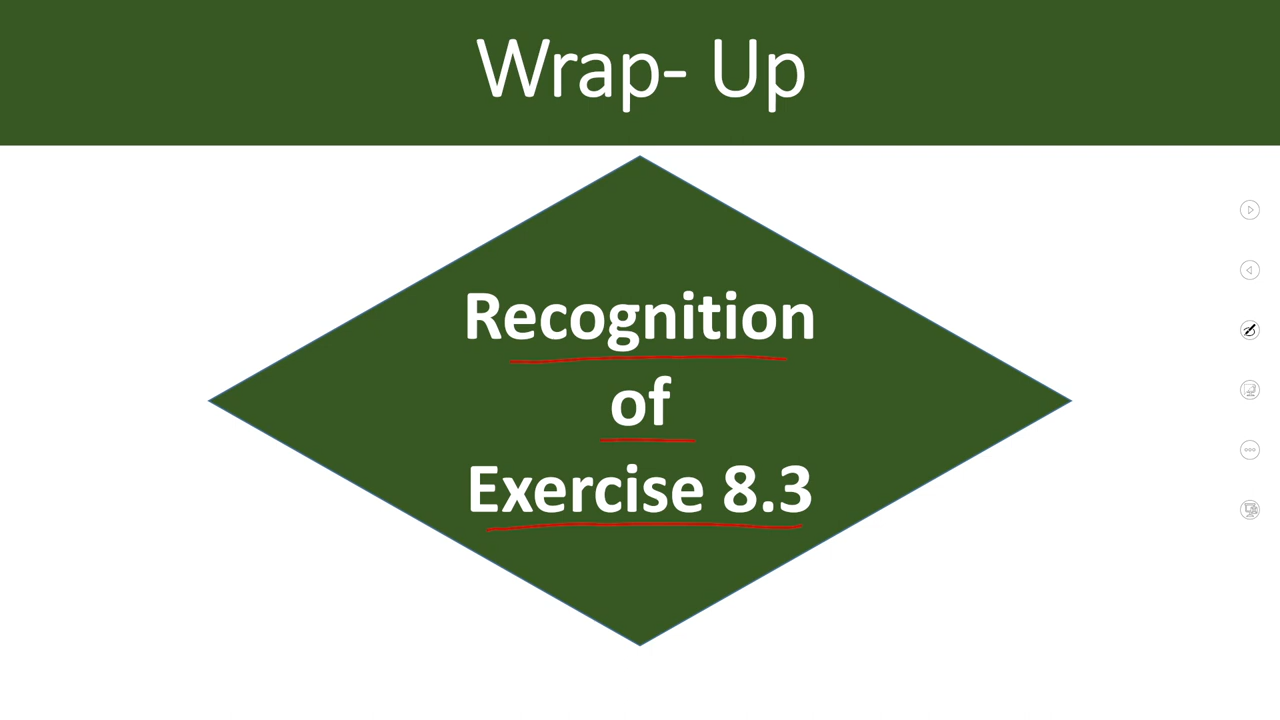 Wrap- Up
Recognition
of
Exercise 8.3